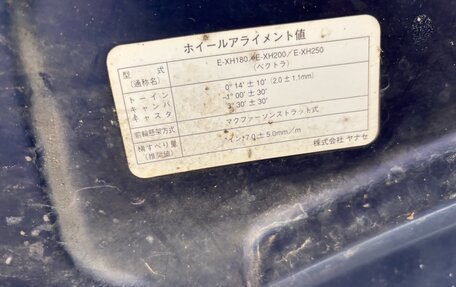 ホイールアライメント値
型式
(通称名)
E-XH180／E-XH200／E-XH250
(ベクトラ)
トーイン
0° 14′ ± 10′ (2.0 ± 1.1mm)
キャンバ
-1° 00′ ± 30′
キャスタ
30′ ± 30′
前輪懸架方式
マクファーソンストラット式
横すべり量
(推奨値)
イン7.0 ± 5.0mm／m
株式会社 ヤナセ